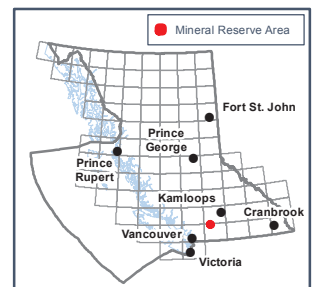 Mineral Reserve Area
Fort St. John
Prince
George
Prince
Rupert
Kamloops
Cranbrook
Vancouver
Victoria